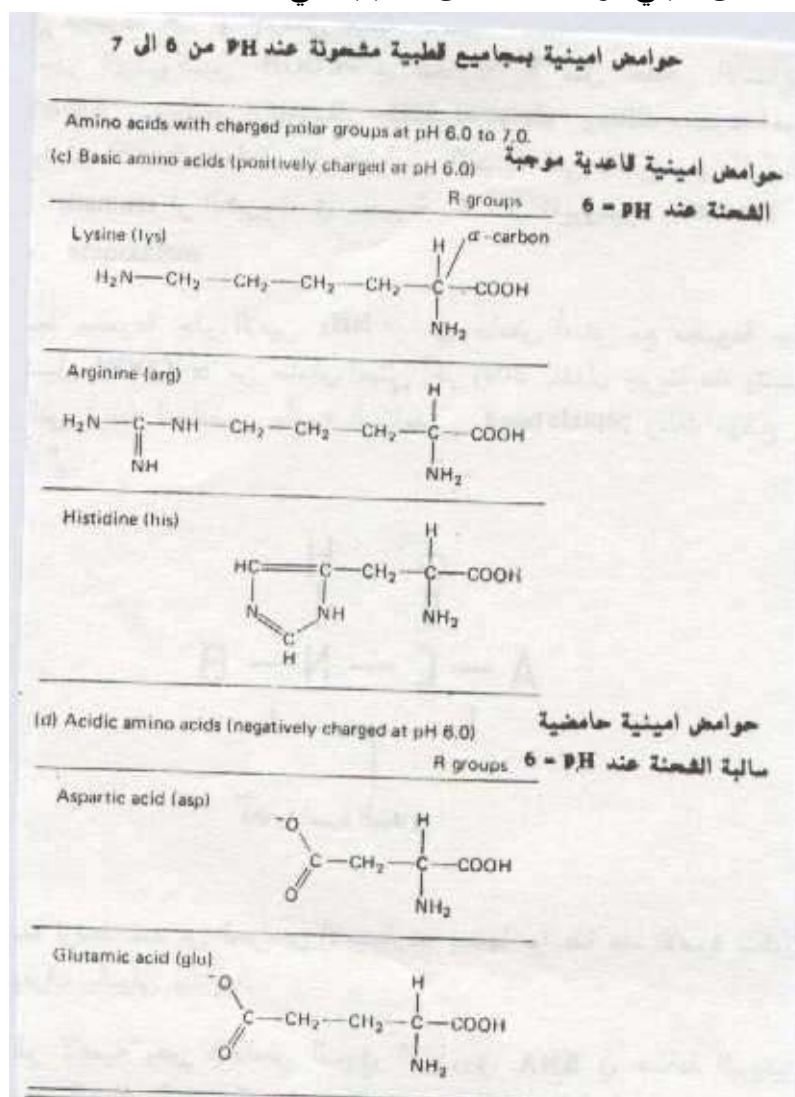 حوامض امينية بمجاميع قطبية مشحونة عند PH من 6 الى 7
Amino acids with charged polar groups at pH 6.0 to 7.0.
(c) Basic amino acids (positively charged at pH 6.0) حوامض امينية قاعدية موجبة
R groups الشحنة عند PH = 6
Lysine (lys)
H α-carbon
H₂N—CH₂—CH₂—CH₂—CH₂—C—COOH
NH₂
Arginine (arg)
H
H₂N—C—NH—CH₂—CH₂—CH₂—C—COOH
NH NH₂
Histidine (his)
H
HC=C—CH₂—C—COOH
N NH NH₂
C
H
(d) Acidic amino acids (negatively charged at pH 6.0) حوامض امينية حامضية
R groups سالبة الشحنة عند PH = 6
Aspartic acid (asp)
⁻O H
C—CH₂—C—COOH
O NH₂
Glutamic acid (glu)
⁻O H
C—CH₂—CH₂—C—COOH
O NH₂